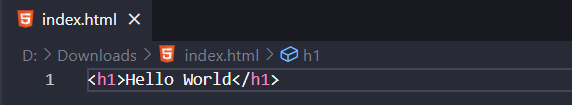 index.html ×
D: > Downloads > index.html > h1
1 <h1>Hello World</h1>